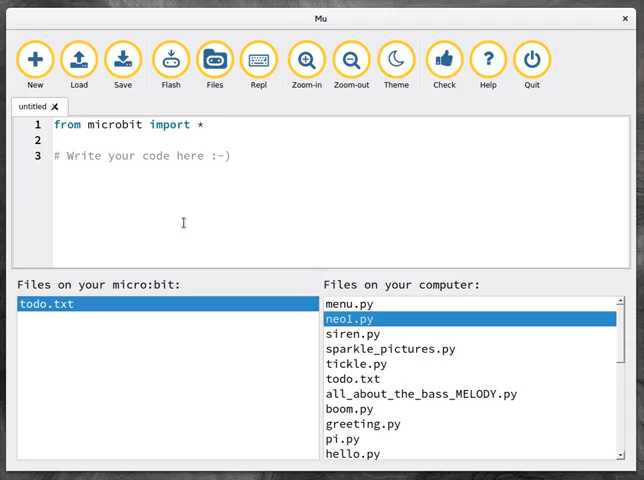 Mu
New Load Save Flash Files Repl Zoom-in Zoom-out Theme Check Help Quit
untitled
1 from microbit import *
2
3 # Write your code here :-)
Files on your micro:bit:
todo.txt
Files on your computer:
menu.py
neo1.py
siren.py
sparkle_pictures.py
tickle.py
todo.txt
all_about_the_bass_MELODY.py
boom.py
greeting.py
pi.py
hello.py